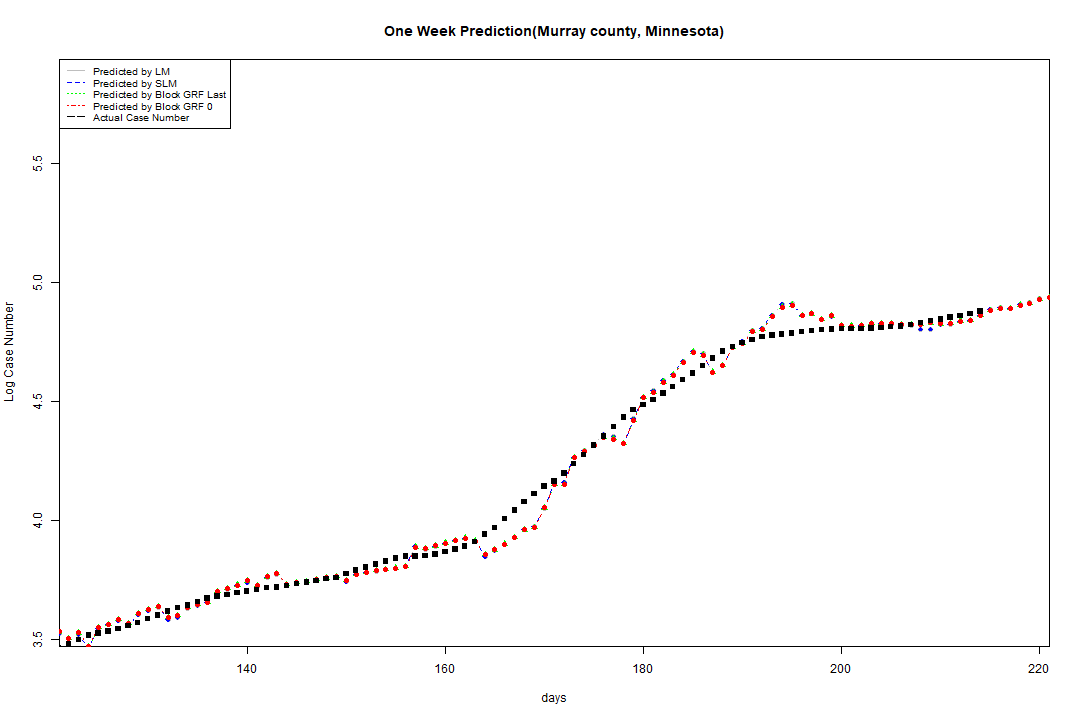 One Week Prediction(Murray county, Minnesota)
Predicted by LM
Predicted by SLM
Predicted by Block GRF Last
Predicted by Block GRF 0
Actual Case Number
5.5
5.0
4.5
4.0
3.5
Log Case Number
140
160
180
200
220
days